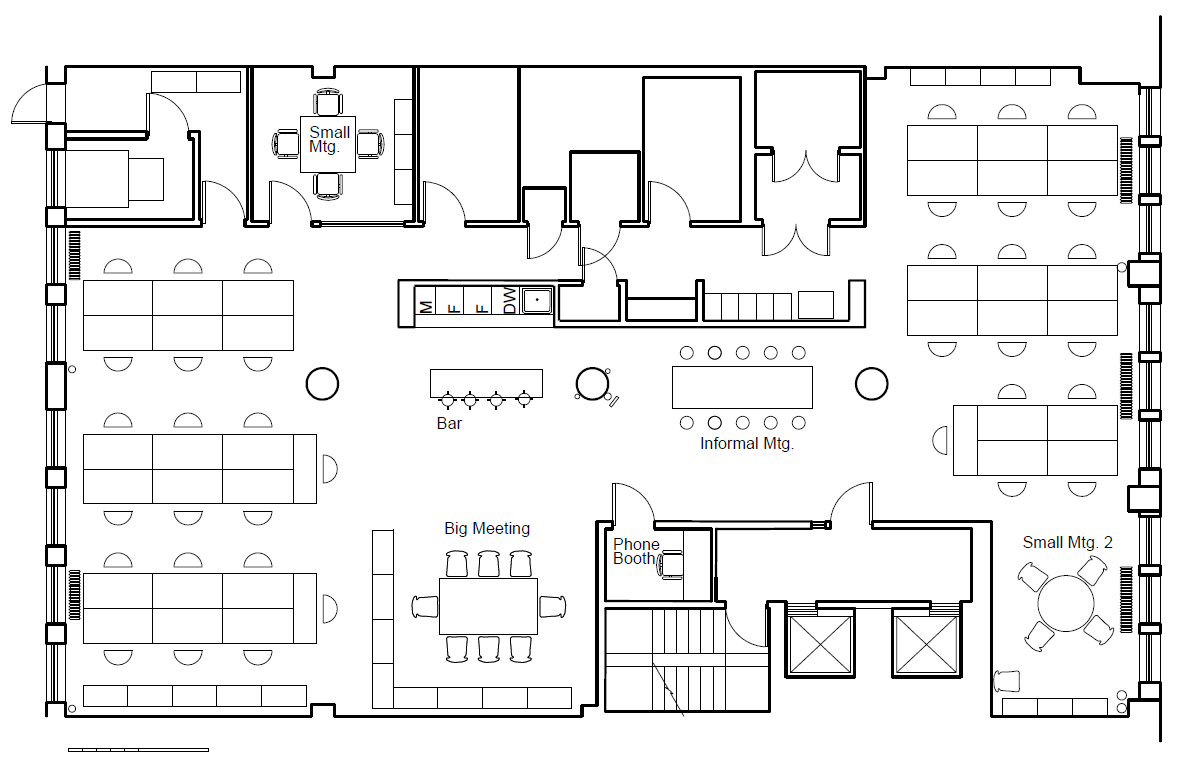 Small
Mtg.
M
F
F
DW
Bar
Informal Mtg.
Big Meeting
Phone
Booth
Small Mtg. 2